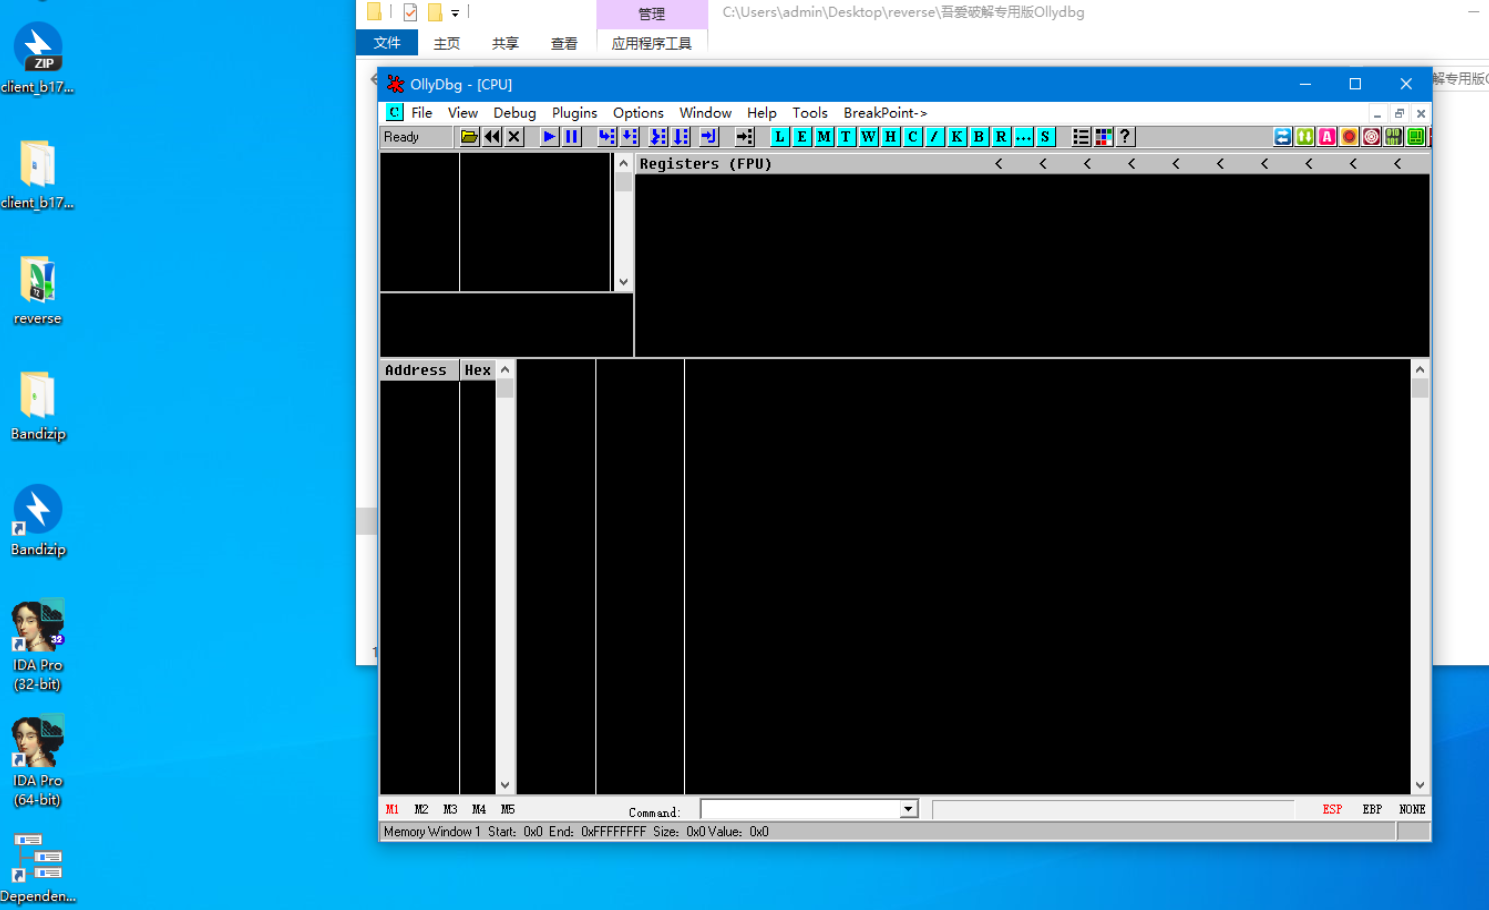 ZIP
client_b17...
client_b17...
reverse
Bandizip
Bandizip
32
IDA Pro
(32-bit)
IDA Pro
(64-bit)
Dependen...
管理
C:\Users\admin\Desktop\reverse\吾爱破解专用版Ollydbg
文件 主页 共享 查看 应用程序工具
解专用版O
OllyDbg - [CPU]
C File View Debug Plugins Options Window Help Tools BreakPoint->
Ready L E M T W H C / K B R ... S ?
Registers (FPU) < < < < < < < < < <
Address Hex
M1 M2 M3 M4 M5 Command: ESP EBP NONE
Memory Window 1 Start: 0x0 End: 0xFFFFFFFF Size: 0x0 Value: 0x0